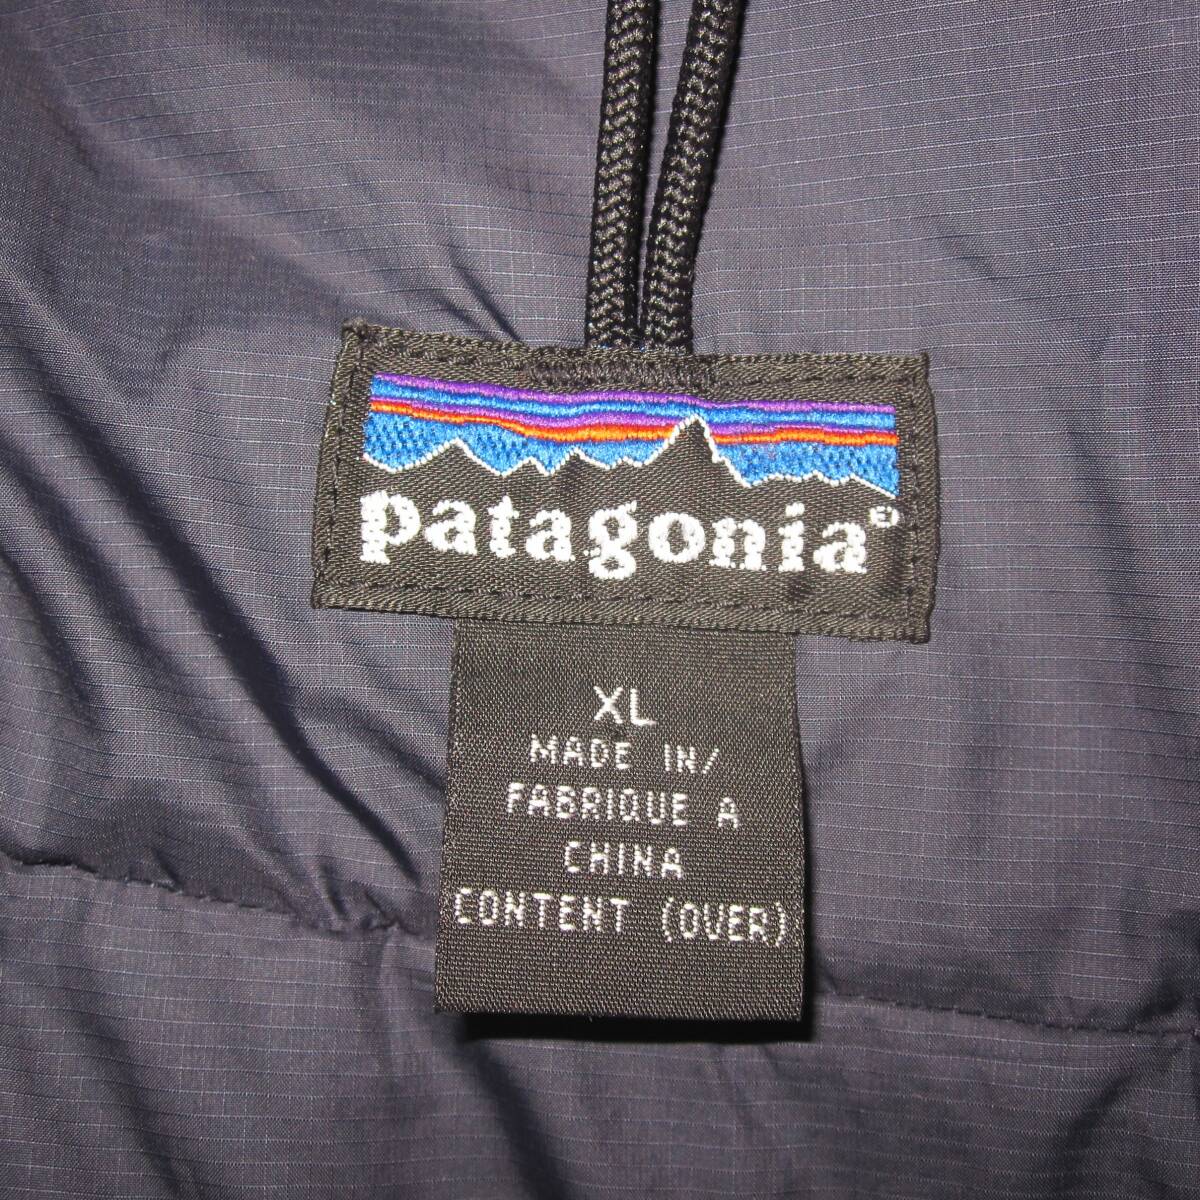 patagonia®
XL
MADE IN/
FABRIQUE A
CHINA
CONTENT (OVER)